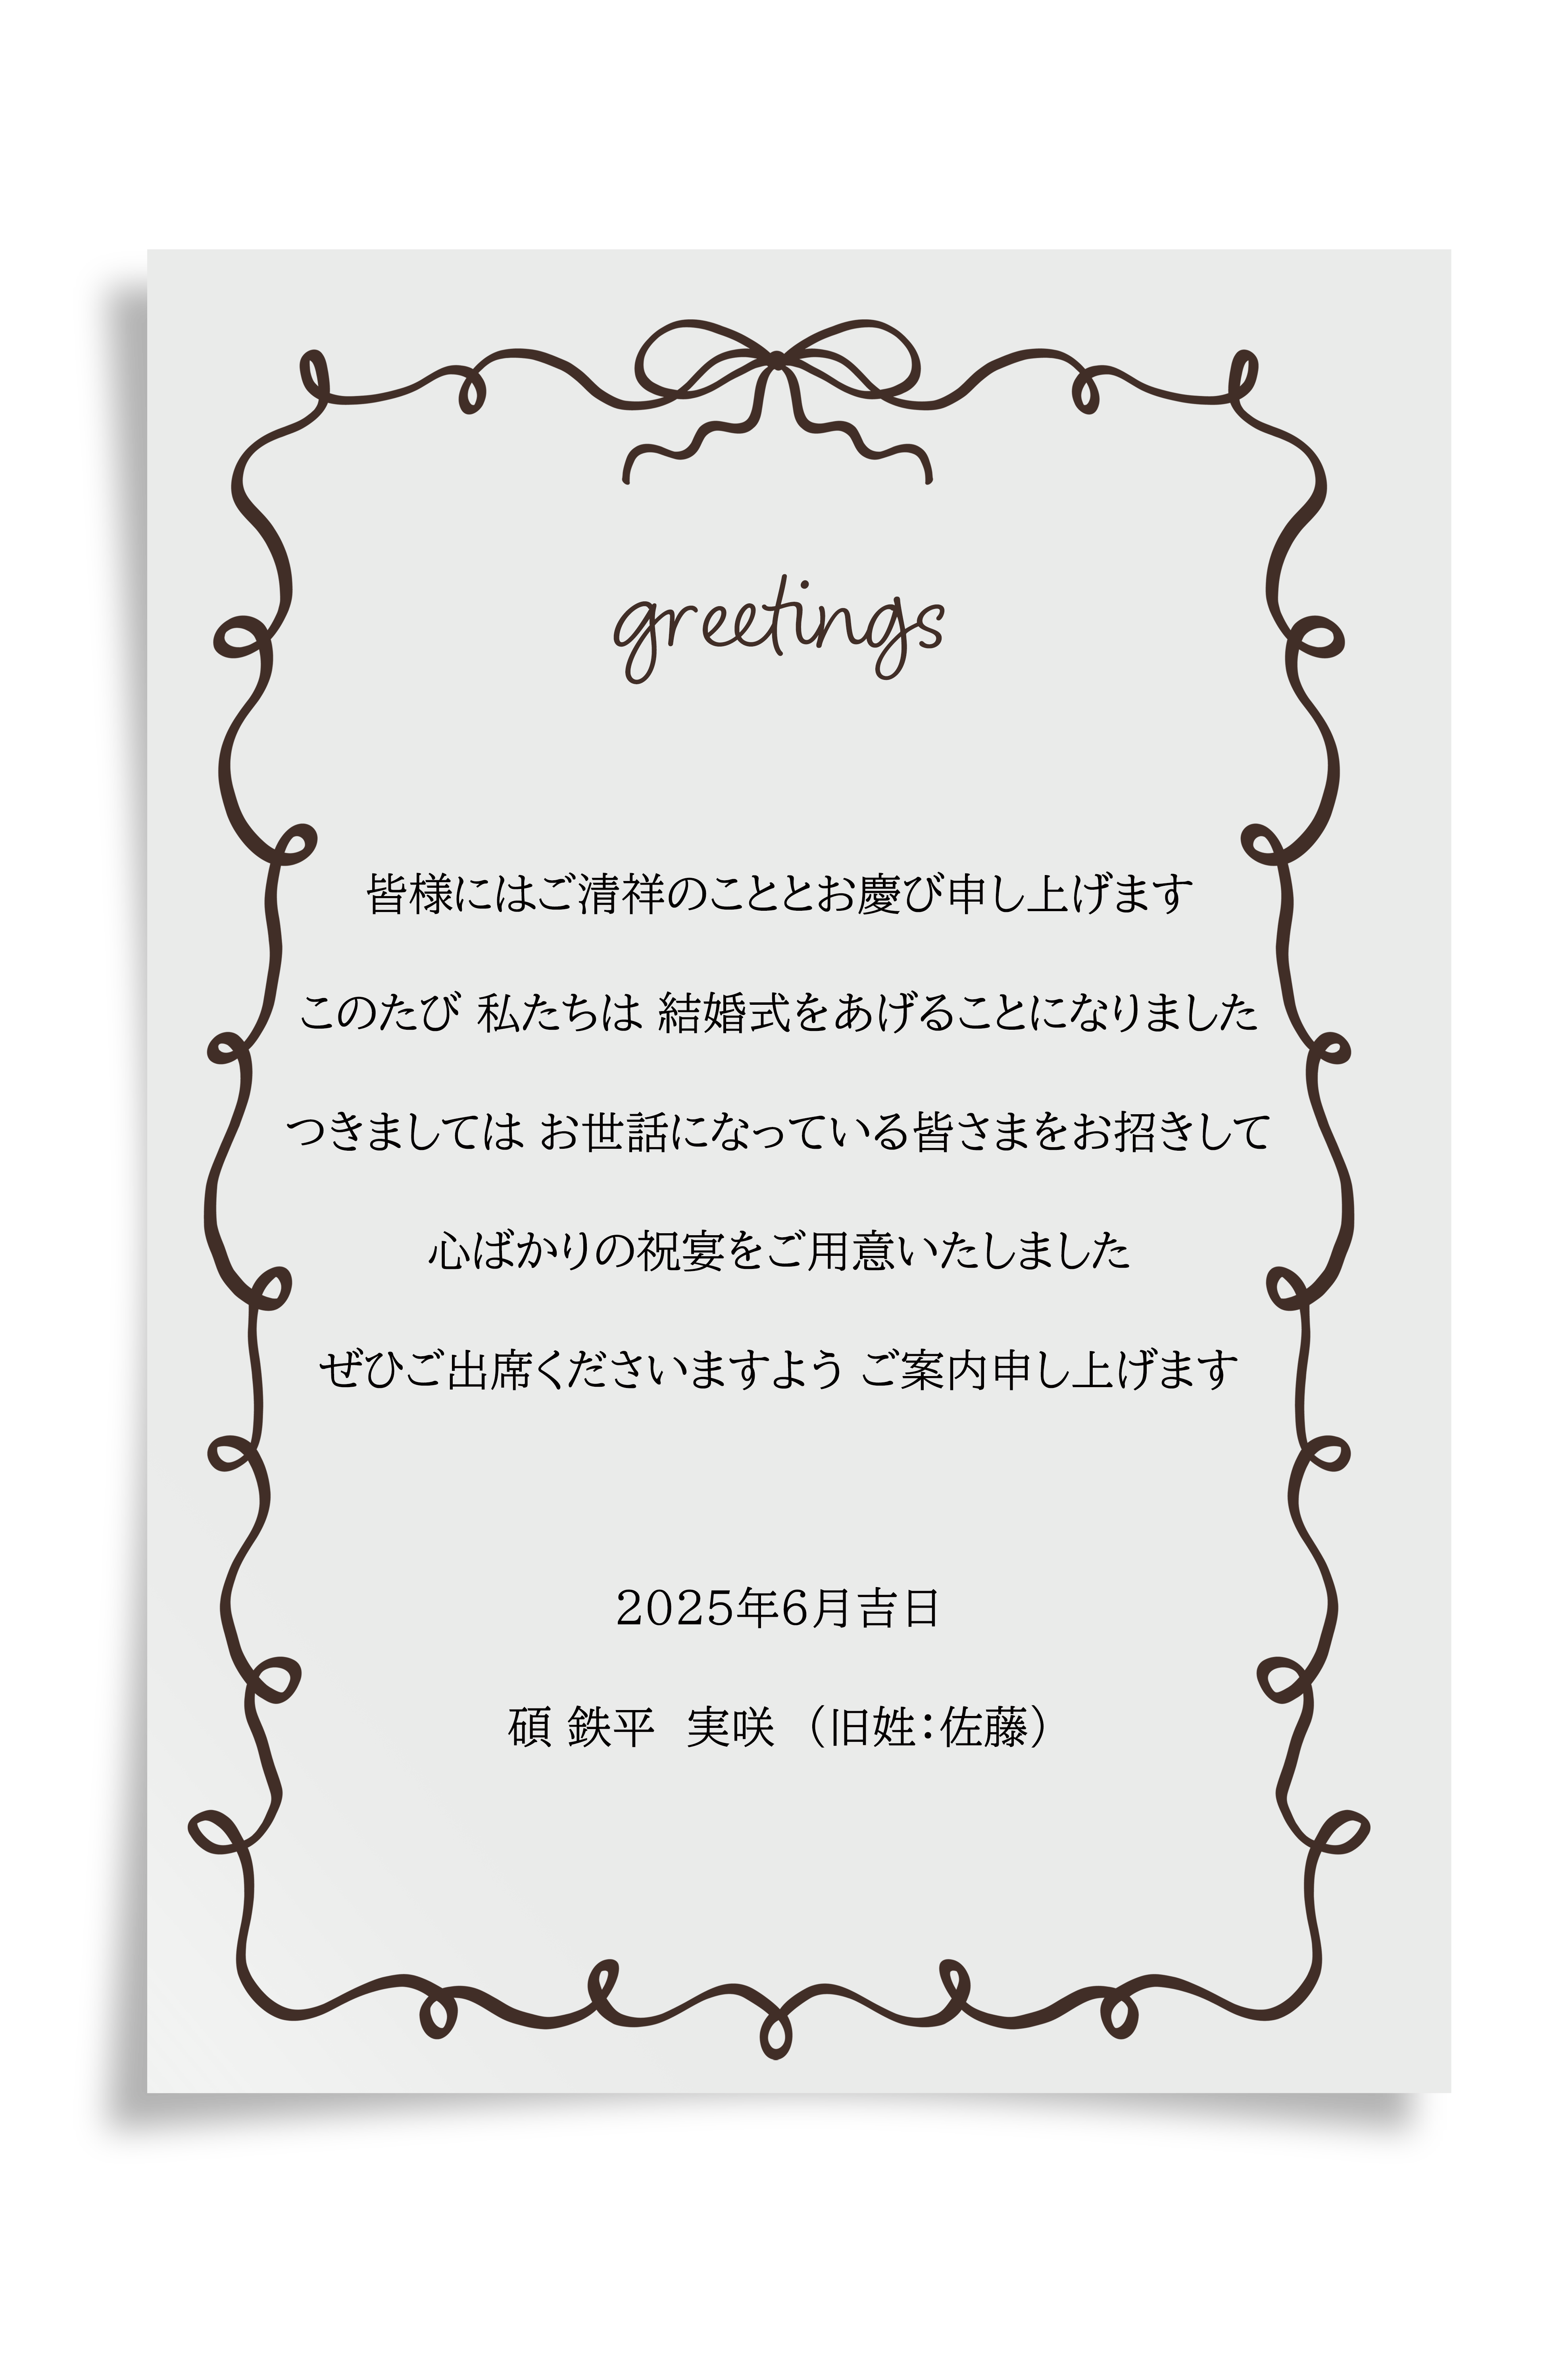 greetings
皆様にはご清祥のこととお慶び申し上げます
このたび 私たちは 結婚式をあげることになりました
つきましては お世話になっている皆さまをお招きして
心ばかりの祝宴をご用意いたしました
ぜひご出席くださいますよう ご案内申し上げます
2025年6月吉日
碩 鉄平 実咲 （旧姓：佐藤）